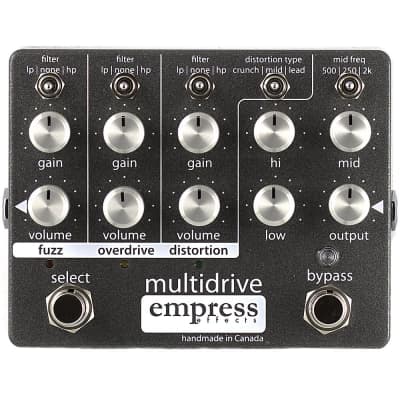 filter filter filter distortion type mid freq
lp | none | hp lp | none | hp lp | none | hp crunch | mild | lead 500 | 250 | 2k
gain gain gain hi mid
volume volume volume low output
fuzz overdrive distortion
select multidrive bypass
empress
effects
handmade in Canada